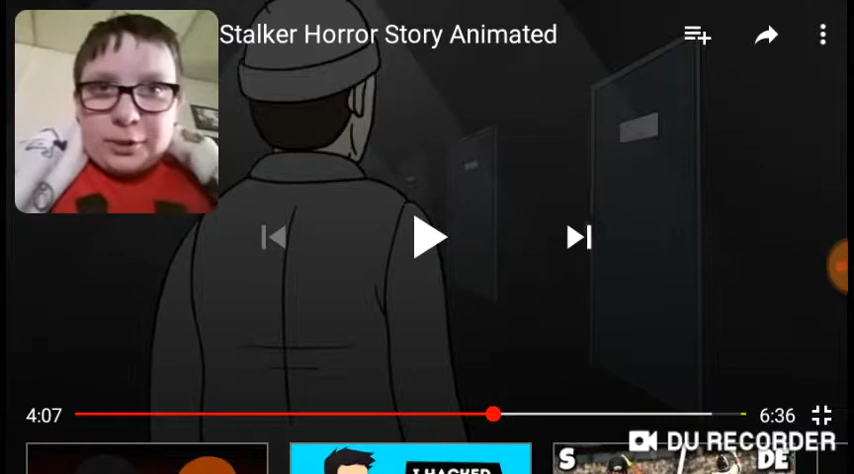 Stalker Horror Story Animated
4:07
6:36
DU RECORDER
I HACKED
S
DE